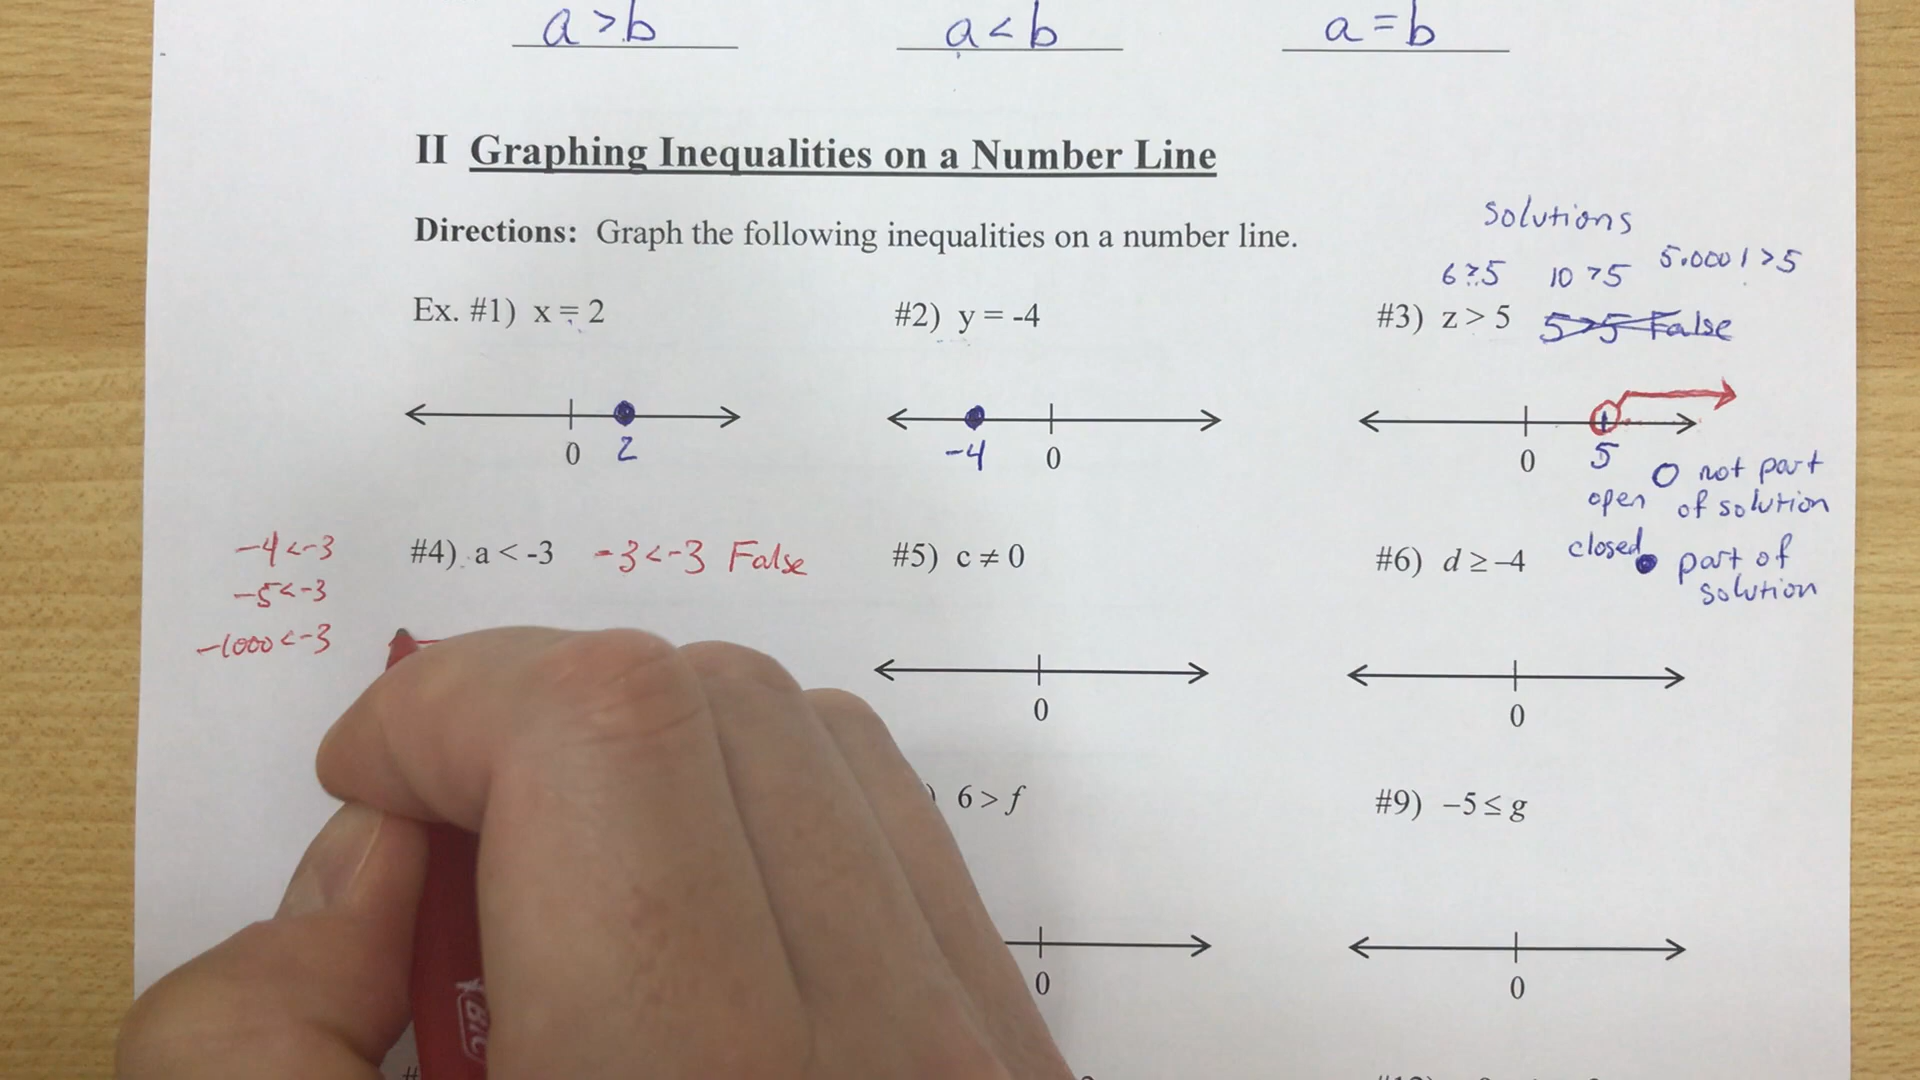 a > b a < b a = b
II Graphing Inequalities on a Number Line
Directions: Graph the following inequalities on a number line.
solutions
6 > 5 10 > 5 5.0001 > 5
Ex. #1) x = 2 #2) y = -4 #3) z > 5 5 > 5 False
0 2 -4 0 0 5
O not part
open of solution
-4 < -3 #4) a < -3 -3 < -3 False #5) c ≠ 0 #6) d ≥ -4 closed part of
-5 < -3 solution
-1000 < -3
0 0
6 > f #9) -5 ≤ g
0 0
BIC